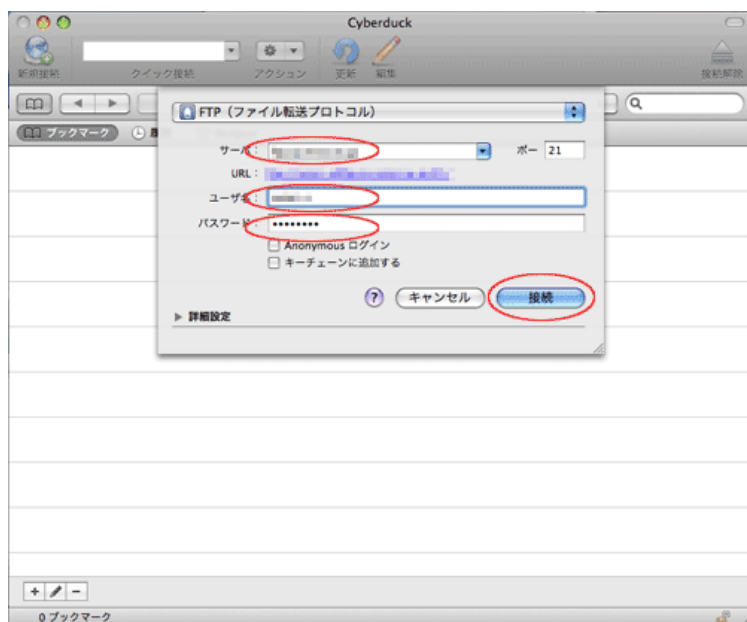 Cyberduck
新規接続 クイック接続 アクション 更新 編集 接続解除
FTP（ファイル転送プロトコル）
ブックマーク
サーバ: ポー 21
URL:
ユーザ名:
パスワード: ••••••••
Anonymous ログイン
キーチェーンに追加する
? キャンセル 接続
詳細設定
0 ブックマーク